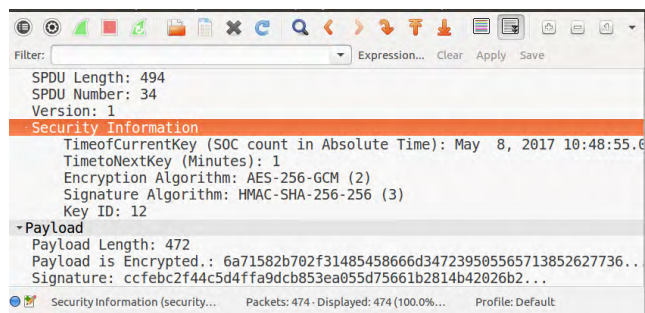 Filter:
Expression... Clear Apply Save
SPDU Length: 494
SPDU Number: 34
Version: 1
Security Information
TimeofCurrentKey (SOC count in Absolute Time): May 8, 2017 10:48:55.0
TimetoNextKey (Minutes): 1
Encryption Algorithm: AES-256-GCM (2)
Signature Algorithm: HMAC-SHA-256-256 (3)
Key ID: 12
Payload
Payload Length: 472
Payload is Encrypted.: 6a71582b702f31485458666d347239505565713852627736...
Signature: ccfebc2f44c5d4ffa9dcb853ea055d75661b2814b42026b2...
Security Information (security... Packets: 474 · Displayed: 474 (100.0%... Profile: Default